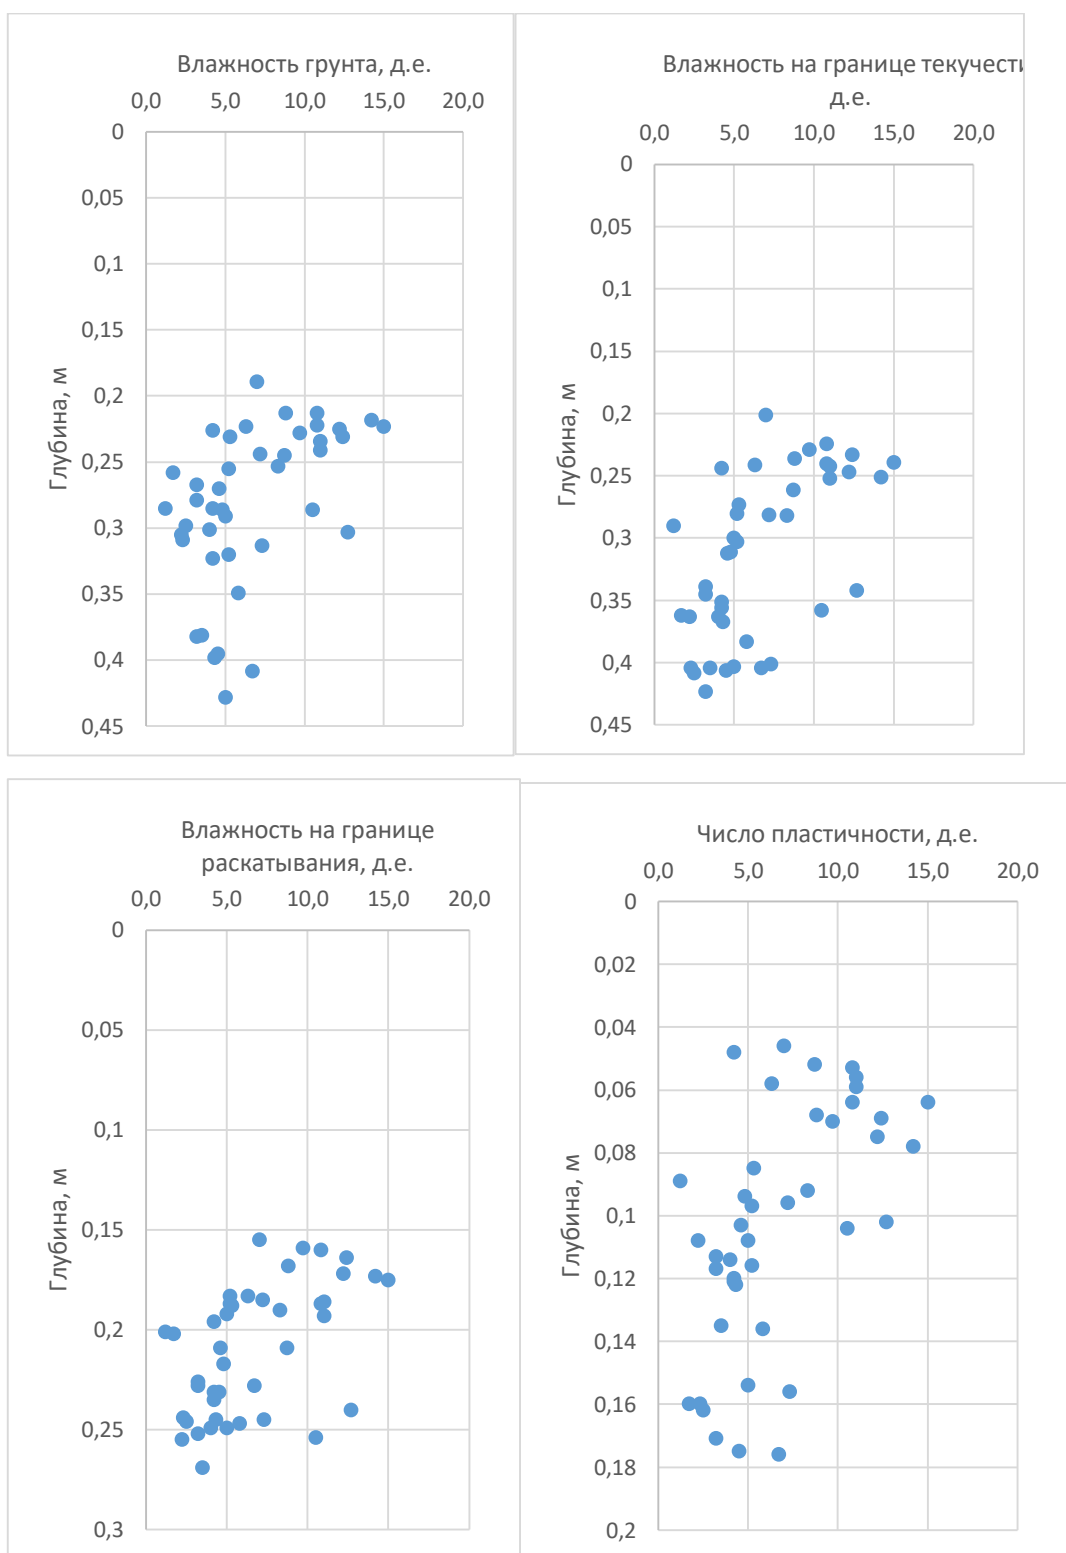 Влажность грунта, д.е.
0,0 5,0 10,0 15,0 20,0
0
0,05
0,1
0,15
0,2
0,25
0,3
0,35
0,4
0,45
Глубина, м
Влажность на границе текучести
д.е.
0,0 5,0 10,0 15,0 20,0
0
0,05
0,1
0,15
0,2
0,25
0,3
0,35
0,4
0,45
Глубина, м
Влажность на границе
раскатывания, д.е.
0,0 5,0 10,0 15,0 20,0
0
0,05
0,1
0,15
0,2
0,25
0,3
Глубина, м
Число пластичности, д.е.
0,0 5,0 10,0 15,0 20,0
0
0,02
0,04
0,06
0,08
0,1
0,12
0,14
0,16
0,18
0,2
Глубина, м